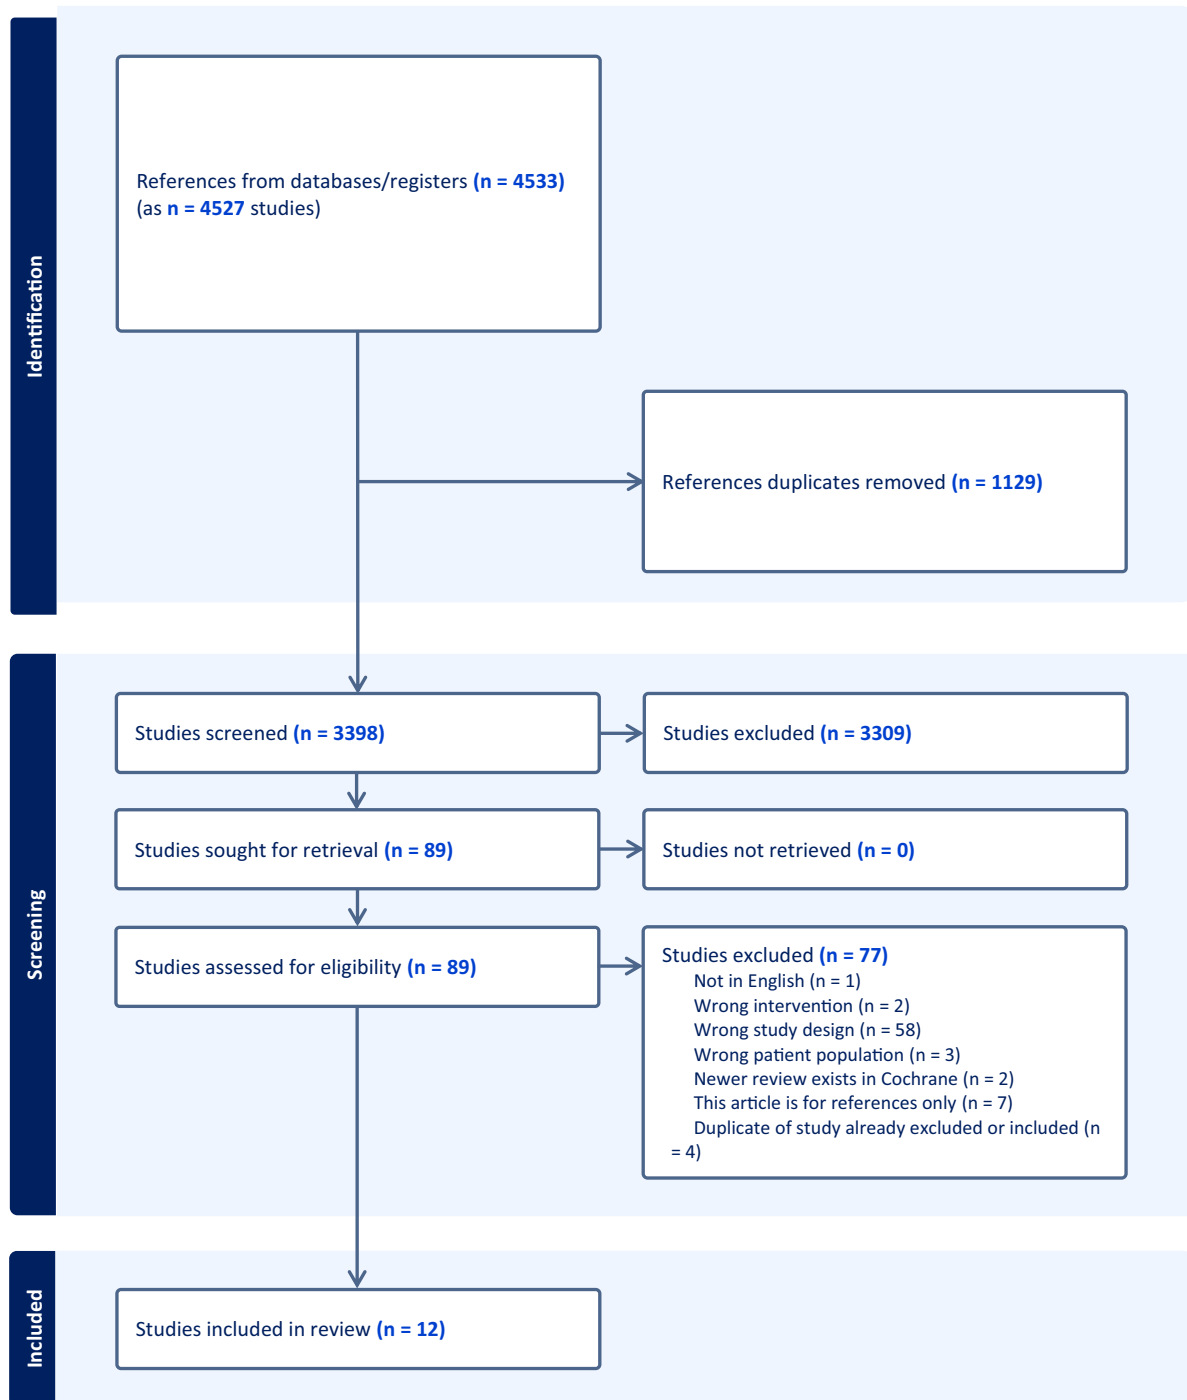 Identification
References from databases/registers (n = 4533)
(as n = 4527 studies)
References duplicates removed (n = 1129)
Screening
Studies screened (n = 3398)
Studies excluded (n = 3309)
Studies sought for retrieval (n = 89)
Studies not retrieved (n = 0)
Studies assessed for eligibility (n = 89)
Studies excluded (n = 77)
Not in English (n = 1)
Wrong intervention (n = 2)
Wrong study design (n = 58)
Wrong patient population (n = 3)
Newer review exists in Cochrane (n = 2)
This article is for references only (n = 7)
Duplicate of study already excluded or included (n
= 4)
Included
Studies included in review (n = 12)